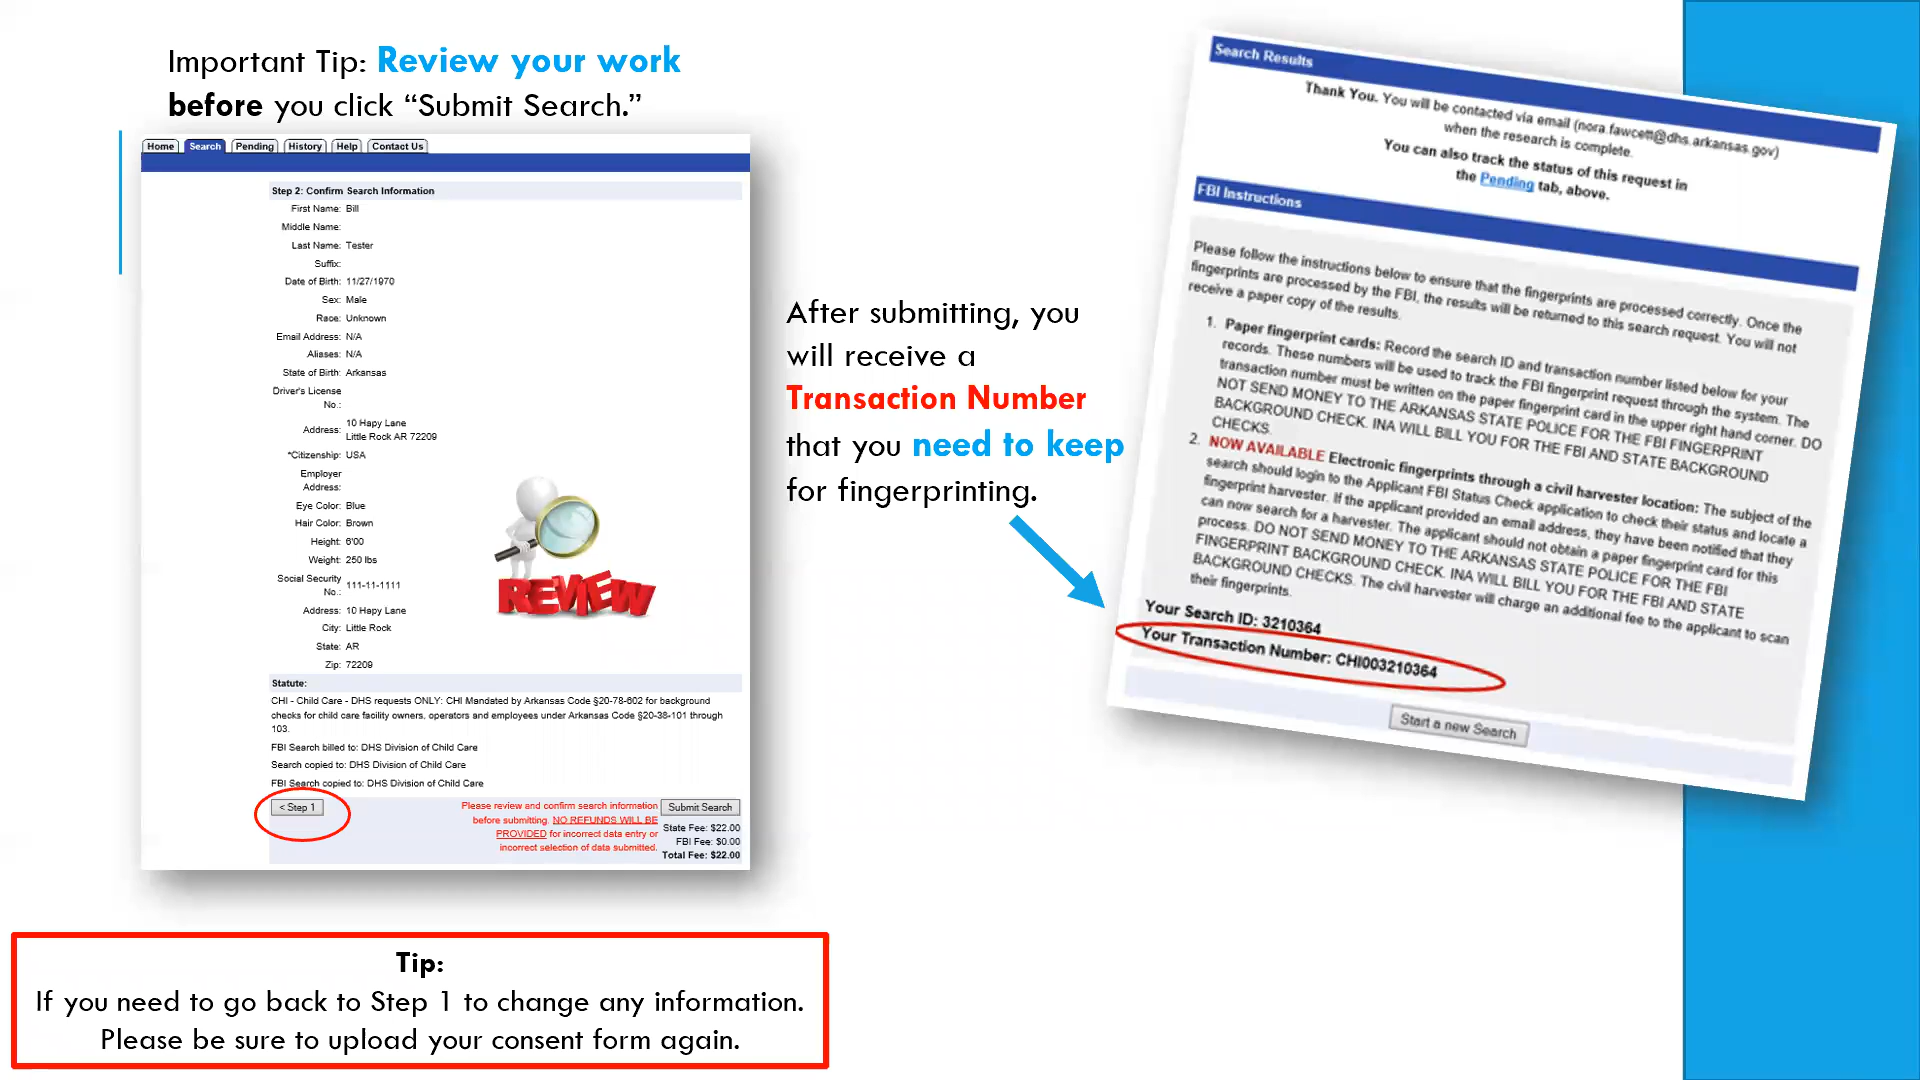 Important Tip: Review your work
before you click “Submit Search.”
Home Search Pending History Help Contact Us
Step 2: Confirm Search Information
First Name: Bill
Middle Name:
Last Name: Tester
Suffix:
Date of Birth: 11/27/1970
Sex: Male
Race: Unknown
Email Address: N/A
Aliases: N/A
State of Birth: Arkansas
Driver's License
No.:
Address: 10 Hapy Lane
Little Rock AR 72209
*Citizenship: USA
Employer
Address:
Eye Color: Blue
Hair Color: Brown
Height: 6'00
Weight: 250 lbs
Social Security
No.: 111-11-1111
Address: 10 Hapy Lane
City: Little Rock
State: AR
Zip: 72209
REVIEW
Statute:
CHI - Child Care - DHS requests ONLY: CHI Mandated by Arkansas Code §20-78-602 for background
checks for child care facility owners, operators and employees under Arkansas Code §20-38-101 through
103.
FBI Search billed to: DHS Division of Child Care
Search copied to: DHS Division of Child Care
FBI Search copied to: DHS Division of Child Care
< Step 1
Please review and confirm search information
before submitting. NO REFUNDS WILL BE
PROVIDED for incorrect data entry or
incorrect selection of data submitted.
Submit Search
State Fee: $22.00
FBI Fee: $0.00
Total Fee: $22.00
Tip:
If you need to go back to Step 1 to change any information.
Please be sure to upload your consent form again.
After submitting, you
will receive a
Transaction Number
that you need to keep
for fingerprinting.
Search Results
Thank You. You will be contacted via email (nora.fawcett@dhs.arkansas.gov)
when the research is complete.
You can also track the status of this request in
the Pending tab, above.
FBI Instructions
Please follow the instructions below to ensure that the fingerprints are processed correctly. Once the
fingerprints are processed by the FBI, the results will be returned to this search request. You will not
receive a paper copy of the results.
1. Paper fingerprint cards: Record the search ID and transaction number listed below for your
records. These numbers will be used to track the FBI fingerprint request through the system. The
transaction number must be written on the paper fingerprint card in the upper right hand corner. DO
NOT SEND MONEY TO THE ARKANSAS STATE POLICE FOR THE FBI FINGERPRINT
BACKGROUND CHECK. INA WILL BILL YOU FOR THE FBI AND STATE BACKGROUND
CHECKS.
2. NOW AVAILABLE Electronic fingerprints through a civil harvester location: The subject of the
search should login to the Applicant FBI Status Check application to check their status and locate a
fingerprint harvester. If the applicant provided an email address, they have been notified that they
can now search for a harvester. The applicant should not obtain a paper fingerprint card for this
process. DO NOT SEND MONEY TO THE ARKANSAS STATE POLICE FOR THE FBI
FINGERPRINT BACKGROUND CHECK. INA WILL BILL YOU FOR THE FBI AND STATE
BACKGROUND CHECKS. The civil harvester will charge an additional fee to the applicant to scan
their fingerprints.
Your Search ID: 3210364
Your Transaction Number: CHI003210364
Start a new Search